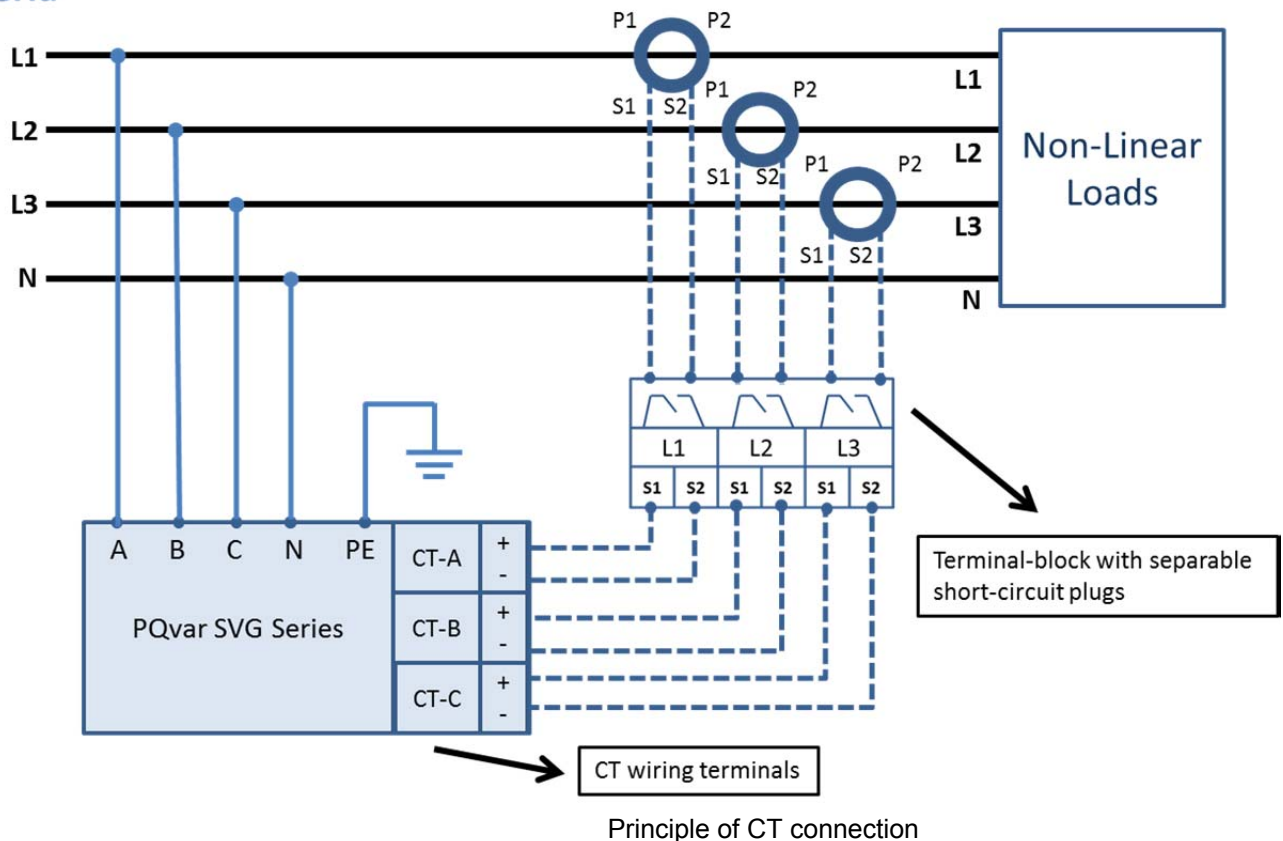 P1 P2
L1
L1
S1 S2 P1 P2
L2
L2
S1 S2 P1 P2
L3
L3
S1 S2
N
N
Non-Linear
Loads
L1 L2 L3
S1 S2 S1 S2 S1 S2
A B C N PE
CT-A + -
CT-B + -
CT-C + -
PQvar SVG Series
Terminal-block with separable
short-circuit plugs
CT wiring terminals
Principle of CT connection